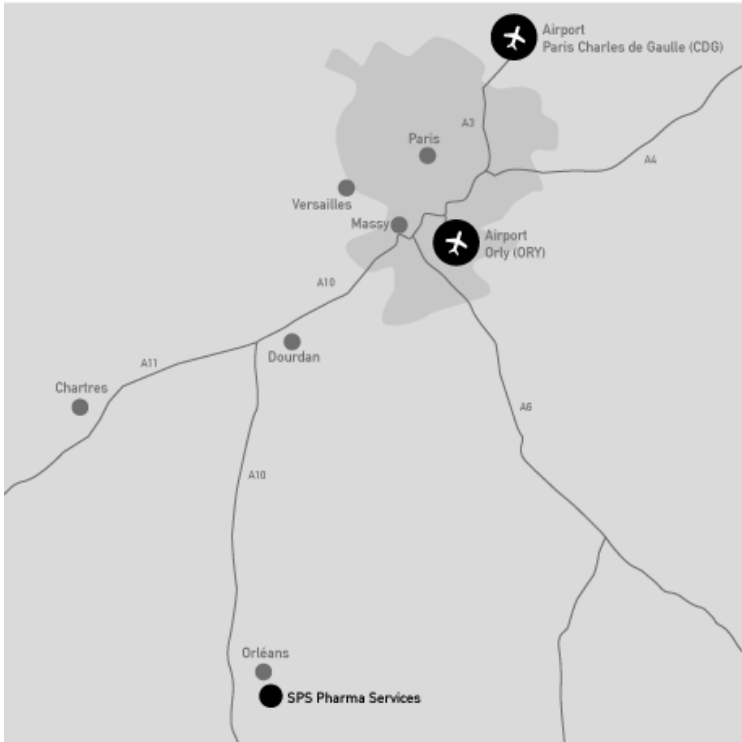 Airport
Paris Charles de Gaulle (CDG)
A3
Paris
A4
Versailles
Massy
Airport
Orly (ORY)
A10
Dourdan
A11
Chartres
A6
A10
Orléans
SPS Pharma Services